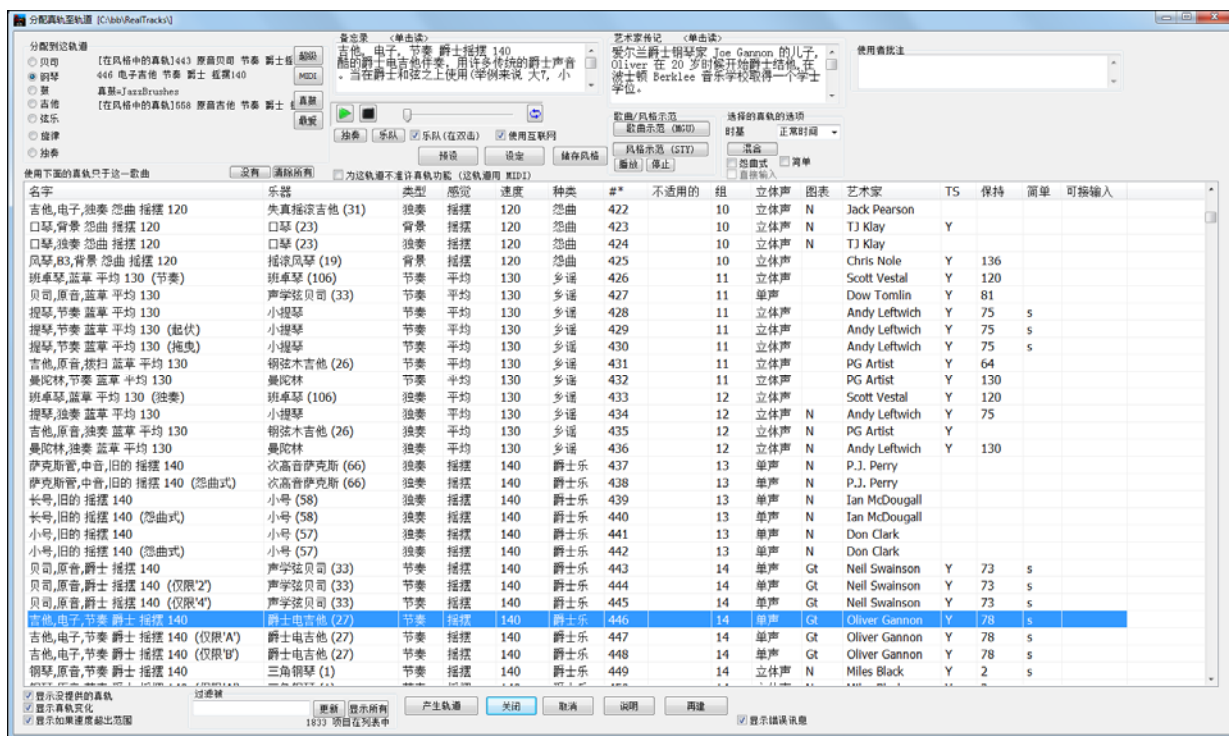 分配真轨至轨道 [C:\bb\RealTracks\]
分配到这轨道
贝司 [在风格中的真轨]443 原音贝司 节奏 爵士摇
钢琴 446 电子吉他 节奏 爵士 摇摆140
鼓 真鼓=JazzBrushes
吉他 [在风格中的真轨]558 原音吉他 节奏 爵士
弦乐
旋律
独奏
超级
MIDI
真鼓
最爱
使用下面的真轨只于这一歌曲 没有 清除所有
备忘录 <单击读>
吉他, 电子, 节奏 爵士摇摆 140
酷的爵士电吉他伴奏, 用许多传统的爵士声音
。当在爵士和弦之上使用(举例来说 大7, 小
独奏 乐队 乐队(在双击) 使用互联网
预设 设定 储存风格
为这轨道不准许真轨功能 (这轨道用 MIDI)
艺术家传记 <单击读>
爱尔兰爵士钢琴家 Joe Gannon 的儿子,
Oliver 在 20 岁时候开始爵士结他,在
波士顿 Berklee 音乐学校取得一个学士
学位。
使用者批注
歌曲/风格示范
歌曲示范 (MGU)
风格示范 (STY)
播放 停止
选择的真轨的选项
时基 正常时间
混合
怨曲式 简单
直接输入
名字 乐器 类型 感觉 速度 种类 #* 不适用的 组 立体声 图表 艺术家 TS 保持 简单 可接输入
吉他,电子,独奏 怨曲 摇摆 120 失真摇滚吉他 (31) 独奏 摇摆 120 怨曲 422 10 立体声 N Jack Pearson
口琴,背景 怨曲 摇摆 120 口琴 (23) 背景 摇摆 120 怨曲 423 10 立体声 N TJ Klay Y
口琴,独奏 怨曲 摇摆 120 口琴 (23) 独奏 摇摆 120 怨曲 424 10 立体声 N TJ Klay
风琴,B3,背景 怨曲 摇摆 120 摇滚风琴 (19) 背景 摇摆 120 怨曲 425 10 立体声 Chris Nole Y 136
班卓琴,蓝草 平均 130 (节奏) 班卓琴 (106) 节奏 平均 130 乡谣 426 11 立体声 Scott Vestal Y 120
贝司,原音,蓝草 平均 130 声学弦贝司 (33) 节奏 平均 130 乡谣 427 11 单声 Dow Tomlin Y 81
提琴,节奏 蓝草 平均 130 小提琴 节奏 平均 130 乡谣 428 11 立体声 Andy Leftwich Y 75 s
提琴,节奏 蓝草 平均 130 (起伏) 小提琴 节奏 平均 130 乡谣 429 11 立体声 Andy Leftwich Y 75 s
提琴,节奏 蓝草 平均 130 (拖曳) 小提琴 节奏 平均 130 乡谣 430 11 立体声 Andy Leftwich Y 75 s
吉他,原音,拨扫 蓝草 平均 130 钢弦木吉他 (26) 节奏 平均 130 乡谣 431 11 立体声 PG Artist Y 64
曼陀林,节奏 蓝草 平均 130 曼陀林 节奏 平均 130 乡谣 432 11 立体声 PG Artist Y 130
班卓琴,蓝草 平均 130 (独奏) 班卓琴 (106) 独奏 平均 130 乡谣 433 12 立体声 Scott Vestal Y 120
提琴,独奏 蓝草 平均 130 小提琴 独奏 平均 130 乡谣 434 12 立体声 N Andy Leftwich Y 75
吉他,原音,独奏 蓝草 平均 130 钢弦木吉他 (26) 独奏 平均 130 乡谣 435 12 立体声 N PG Artist Y
曼陀林,独奏 蓝草 平均 130 曼陀林 独奏 平均 130 乡谣 436 12 立体声 N Andy Leftwich Y 130
萨克斯管,中音,旧的 摇摆 140 次高音萨克斯 (66) 独奏 摇摆 140 爵士乐 437 13 单声 N P.J. Perry
萨克斯管,中音,旧的 摇摆 140 (怨曲式) 次高音萨克斯 (66) 独奏 摇摆 140 爵士乐 438 13 单声 N P.J. Perry
长号,旧的 摇摆 140 小号 (58) 独奏 摇摆 140 爵士乐 439 13 单声 N Ian McDougall
长号,旧的 摇摆 140 (怨曲式) 小号 (58) 独奏 摇摆 140 爵士乐 440 13 单声 N Ian McDougall
小号,旧的 摇摆 140 小号 (57) 独奏 摇摆 140 爵士乐 441 13 单声 N Don Clark
小号,旧的 摇摆 140 (怨曲式) 小号 (57) 独奏 摇摆 140 爵士乐 442 13 单声 N Don Clark
贝司,原音,爵士 摇摆 140 声学弦贝司 (33) 节奏 摇摆 140 爵士乐 443 14 单声 Gt Neil Swainson Y 73 s
贝司,原音,爵士 摇摆 140 (仅限'2') 声学弦贝司 (33) 节奏 摇摆 140 爵士乐 444 14 单声 Gt Neil Swainson Y 73 s
贝司,原音,爵士 摇摆 140 (仅限'4') 声学弦贝司 (33) 节奏 摇摆 140 爵士乐 445 14 单声 Gt Neil Swainson Y 73 s
吉他,电子,节奏 爵士 摇摆 140 爵士电吉他 (27) 节奏 摇摆 140 爵士乐 446 14 单声 Gt Oliver Gannon Y 78 s
吉他,电子,节奏 爵士 摇摆 140 (仅限'A') 爵士电吉他 (27) 节奏 摇摆 140 爵士乐 447 14 单声 Gt Oliver Gannon Y 78 s
吉他,电子,节奏 爵士 摇摆 140 (仅限'B') 爵士电吉他 (27) 节奏 摇摆 140 爵士乐 448 14 单声 Gt Oliver Gannon Y 78 s
钢琴,原音,节奏 爵士 摇摆 140 三角钢琴 (1) 节奏 摇摆 140 爵士乐 449 14 立体声 N Miles Black Y 2 s
显示没提供的真轨
显示真轨变化
显示如果速度超出范围
过滤被
更新 显示所有
1833 项目在列表中
产生轨道 关闭 取消 说明 再建
显示错误讯息